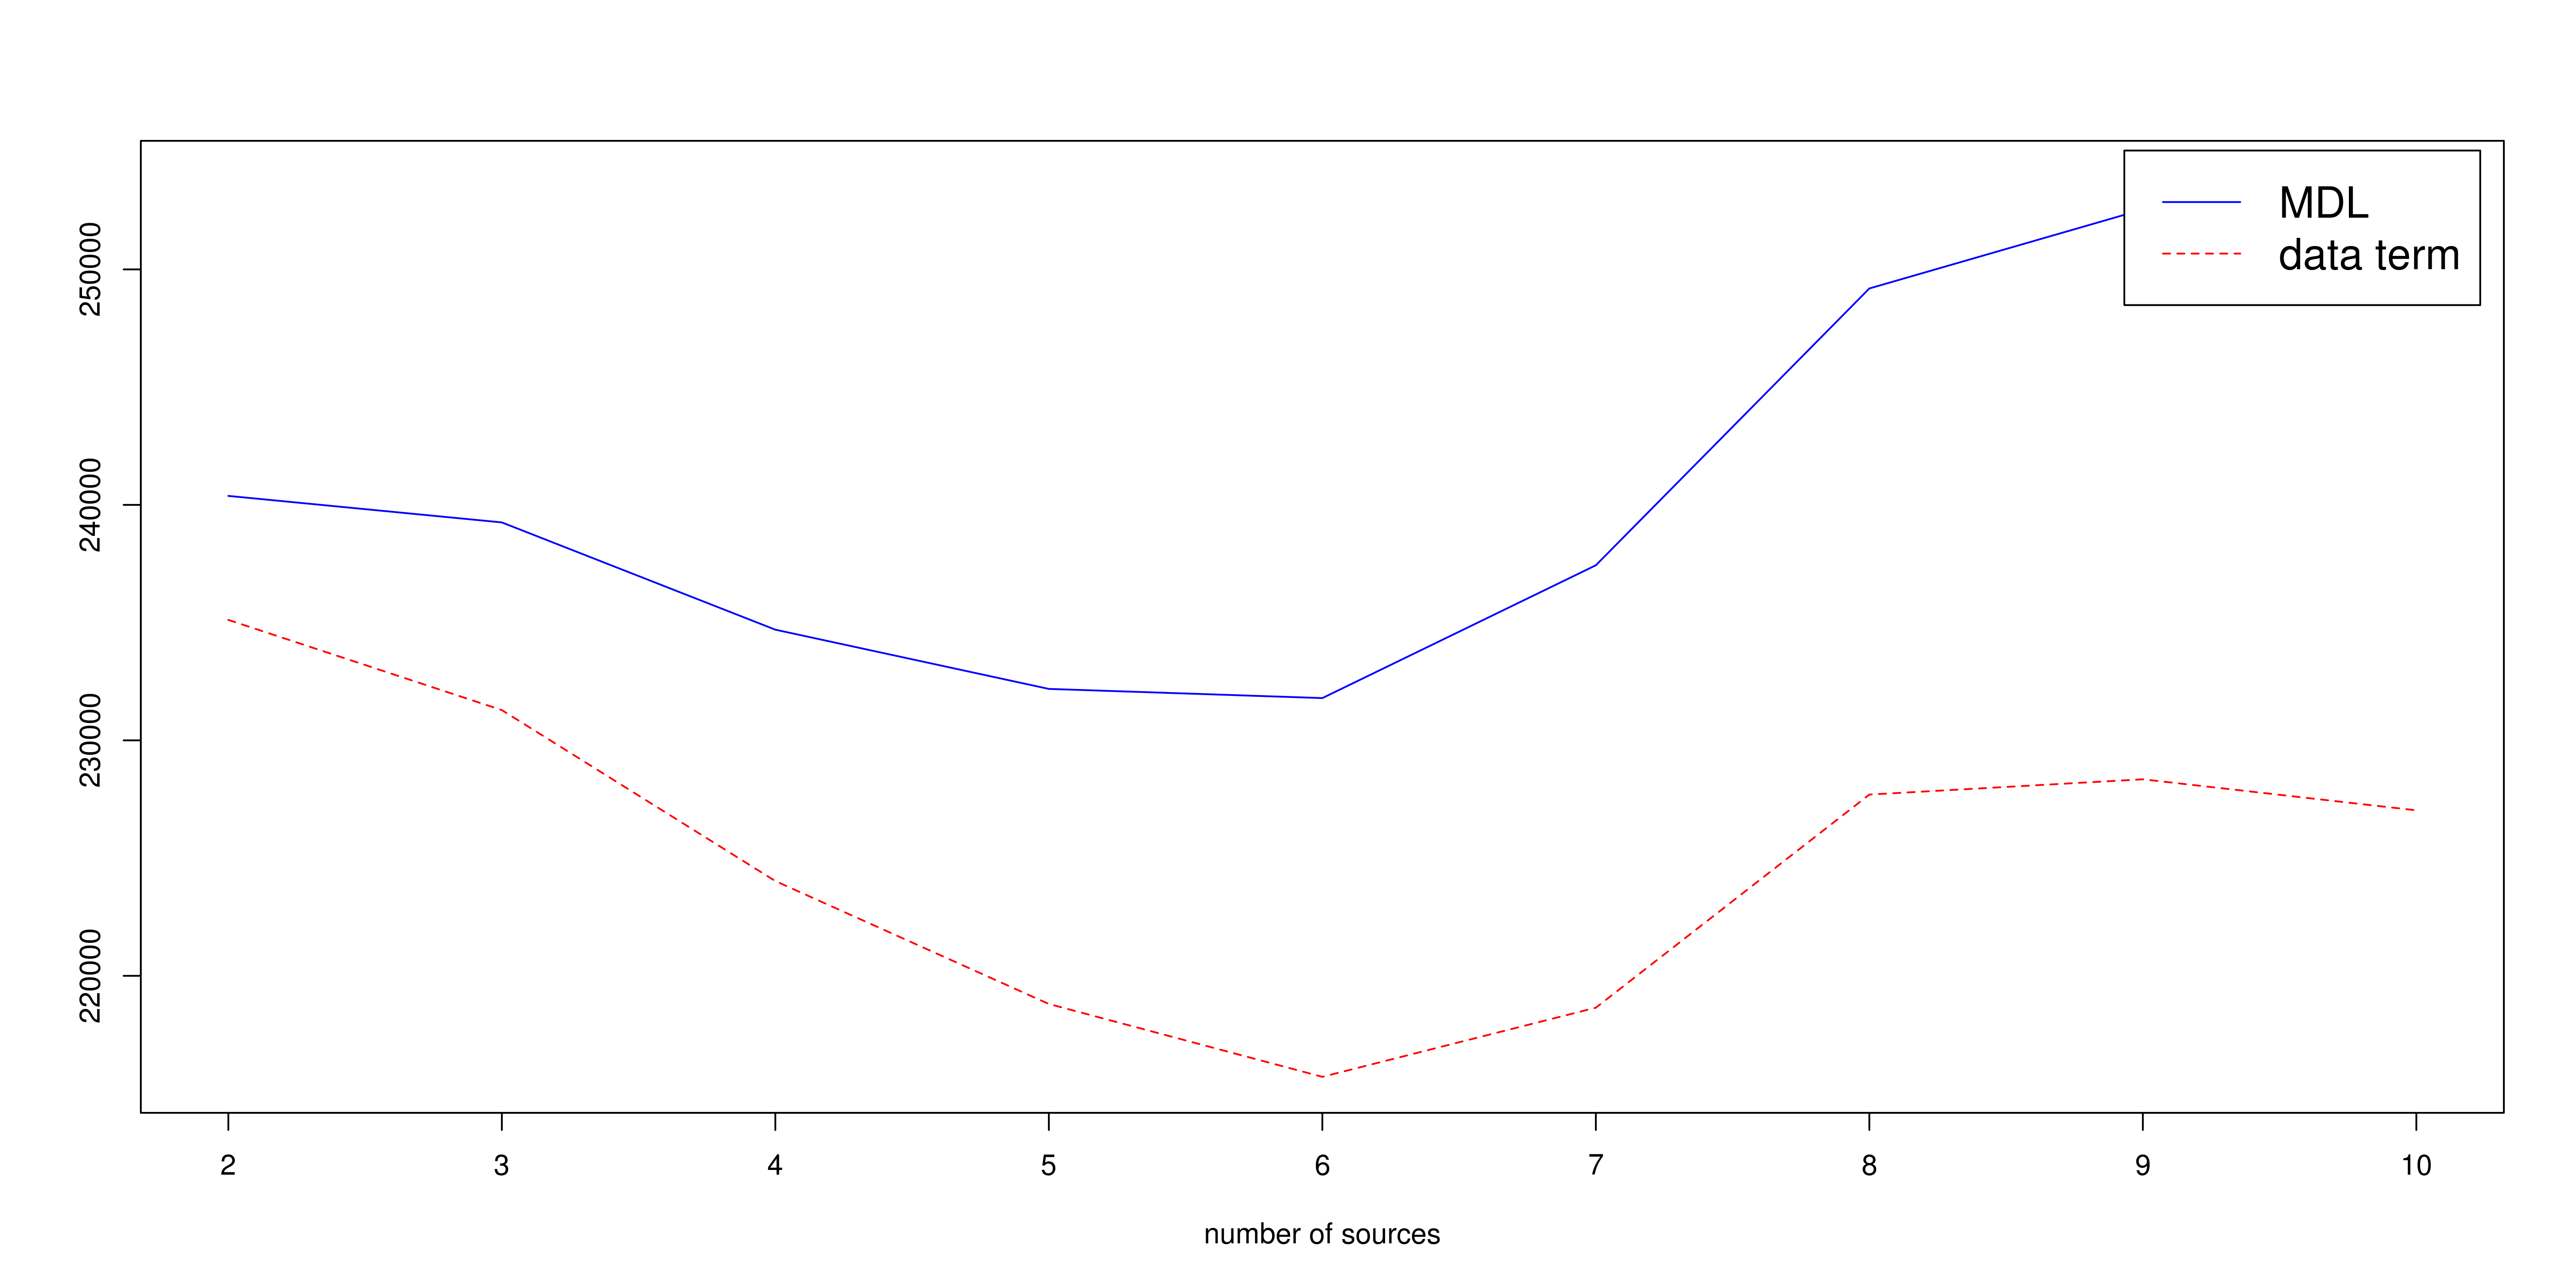 MDL
data term
250000
240000
230000
220000
2 3 4 5 6 7 8 9 10
number of sources